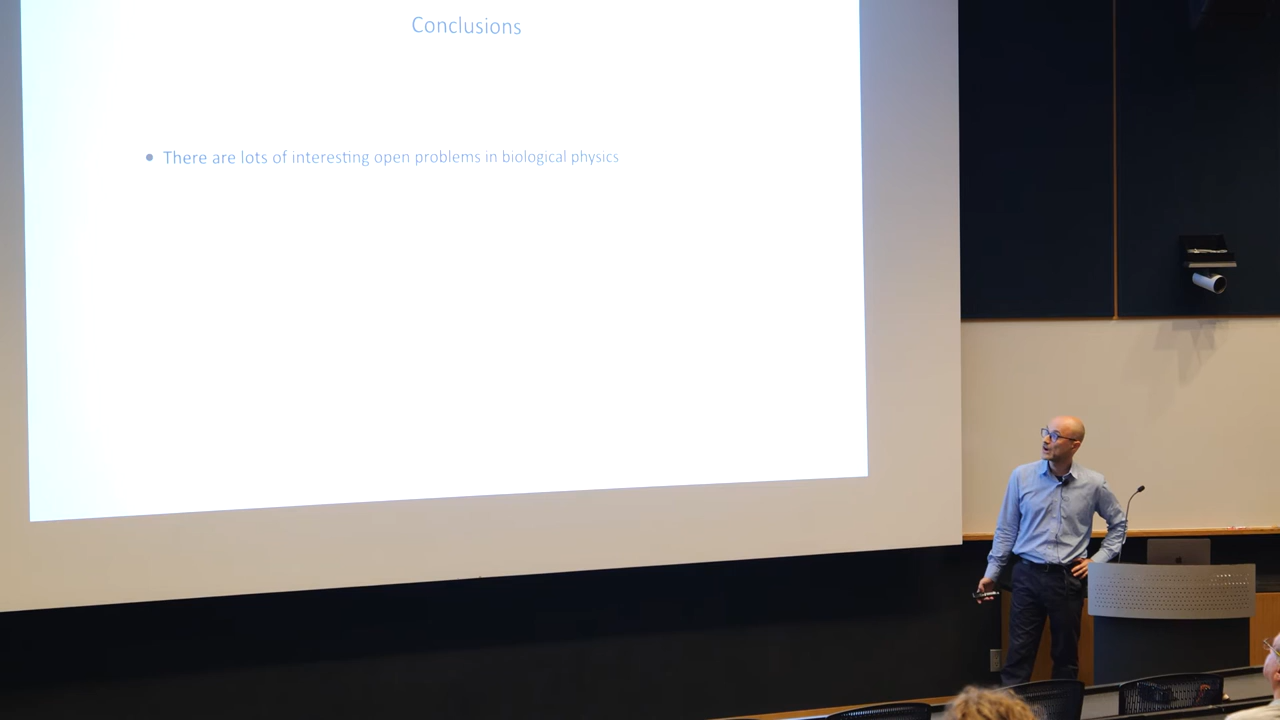 Conclusions
• There are lots of interesting open problems in biological physics